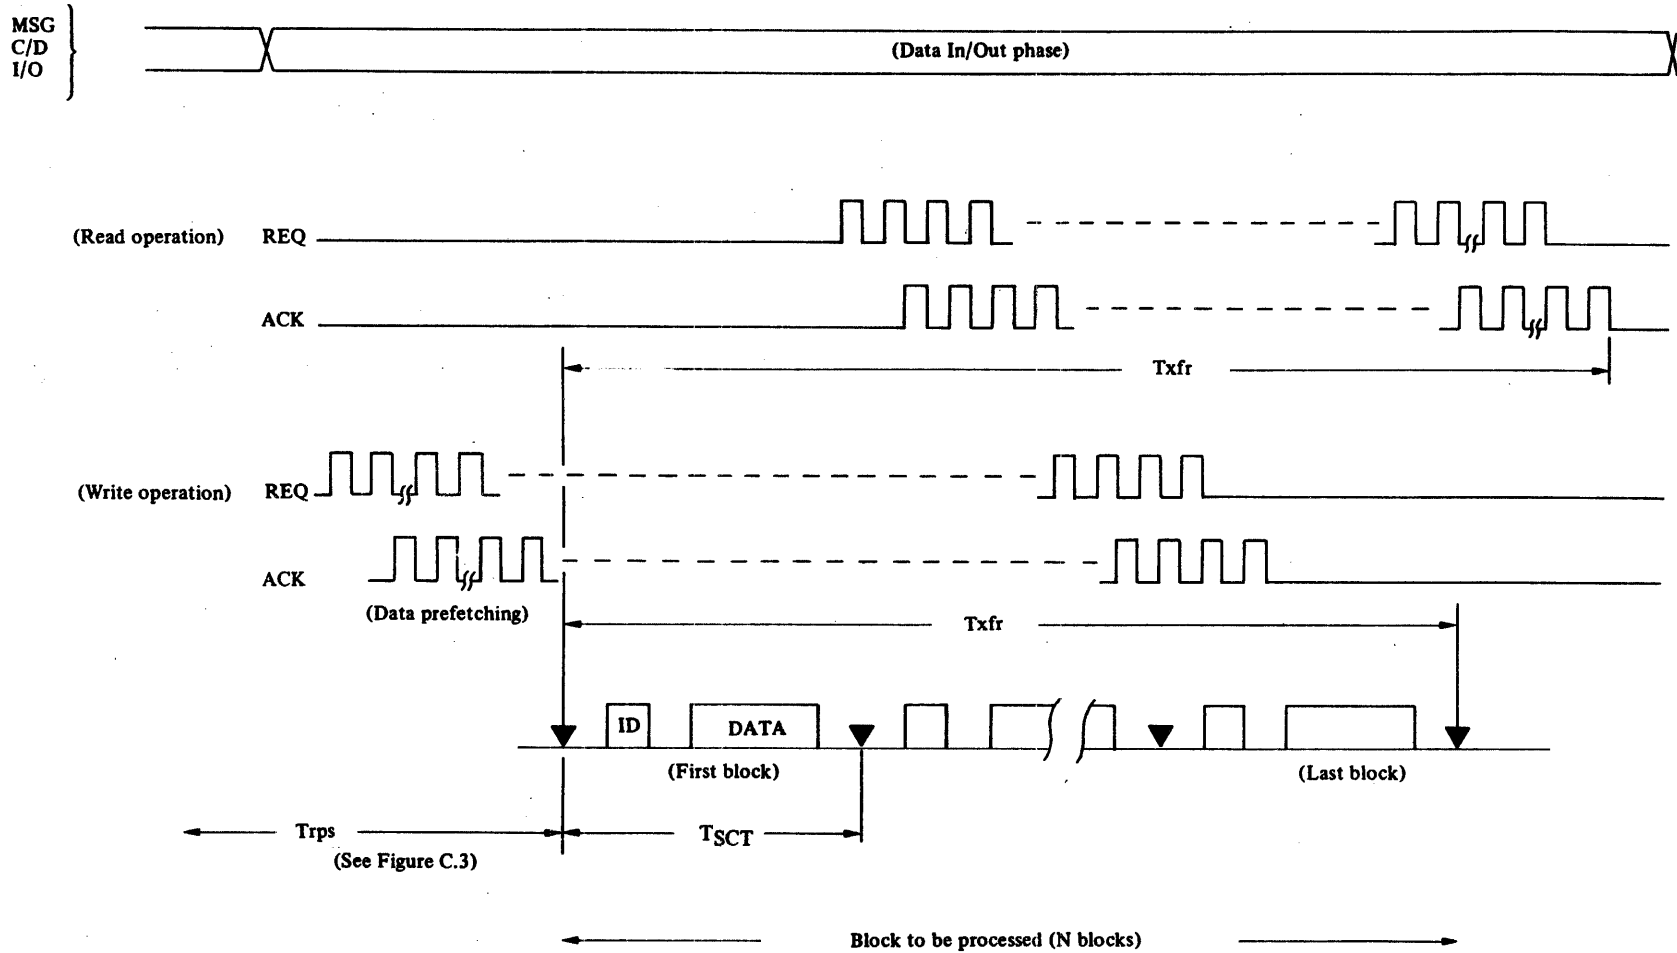 MSG
C/D
I/O
(Data In/Out phase)
(Read operation) REQ
ACK
Txfr
(Write operation) REQ
ACK
(Data prefetching)
Txfr
ID
DATA
(First block)
(Last block)
Trps
TSCT
(See Figure C.3)
Block to be processed (N blocks)